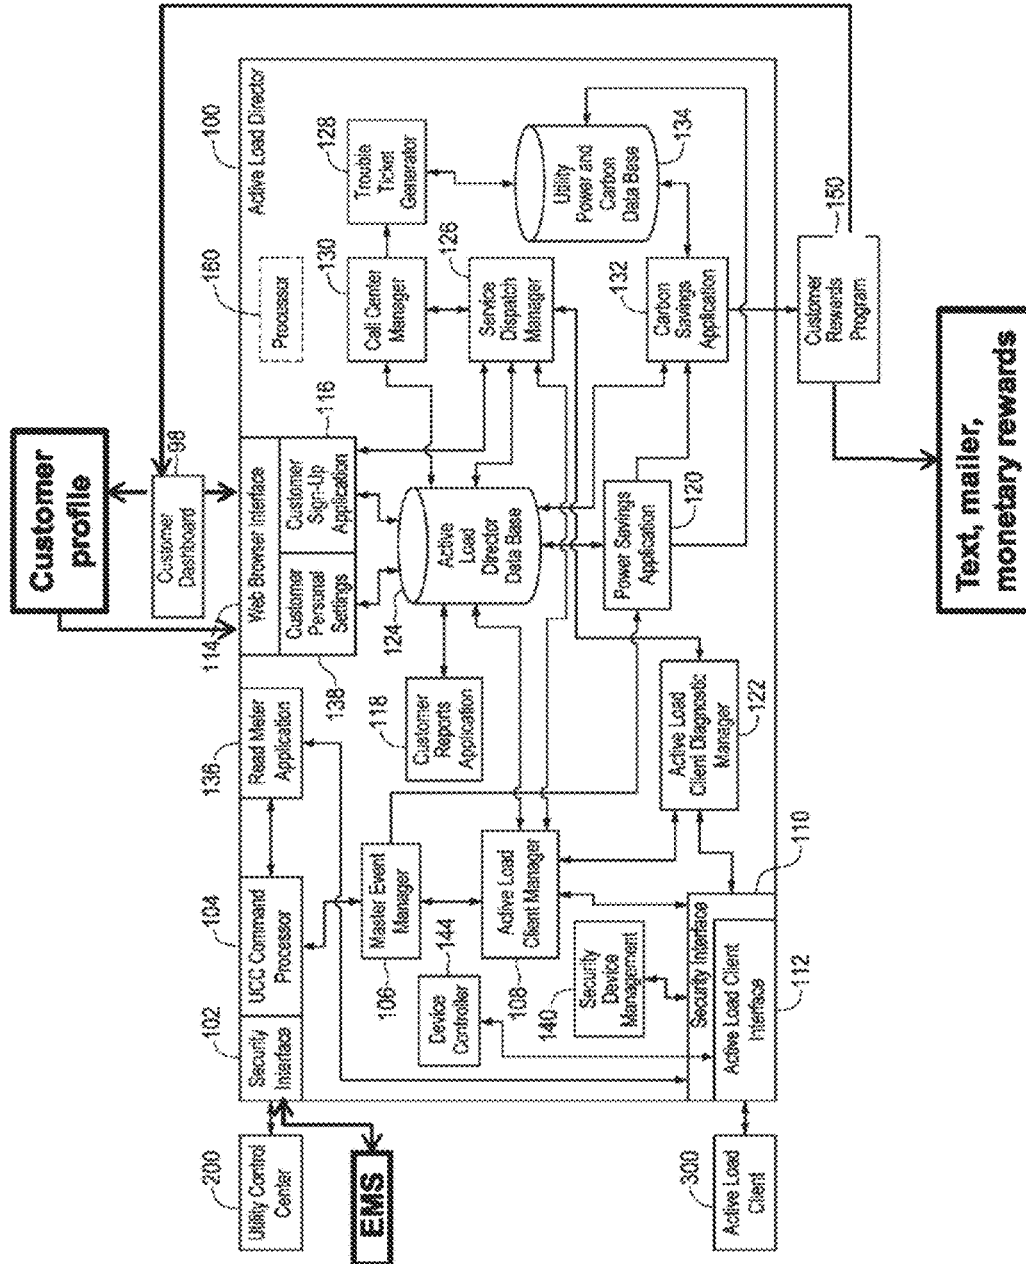 Customer
profile
98
Customer
Dashboard
100
Active Load Director
200
Utility Control
Center
EMS
102
Security
Interface
104
UCC Command
Processor
136
Read Meter
Application
114
Web Browser Interface
Customer
Personal
Settings
138
Customer
Sign-Up
Application
116
160
Processor
130
Call Center
Manager
128
Trouble
Ticket
Generator
106
Master Event
Manager
144
Device
Controller
118
Customer
Reports
Application
124
Active
Load
Director
Data Base
126
Service
Dispatch
Manager
134
Utility
Power and
Carbon
Data Base
108
Active Load
Client Manager
140
Security
Device
Management
120
Power Savings
Application
132
Carbon
Savings
Application
122
Active Load
Client Diagnostic
Manager
110
Security Interface
112
Active Load Client
Interface
300
Active Load
Client
150
Customer
Rewards
Program
Text, mailer,
monetary rewards